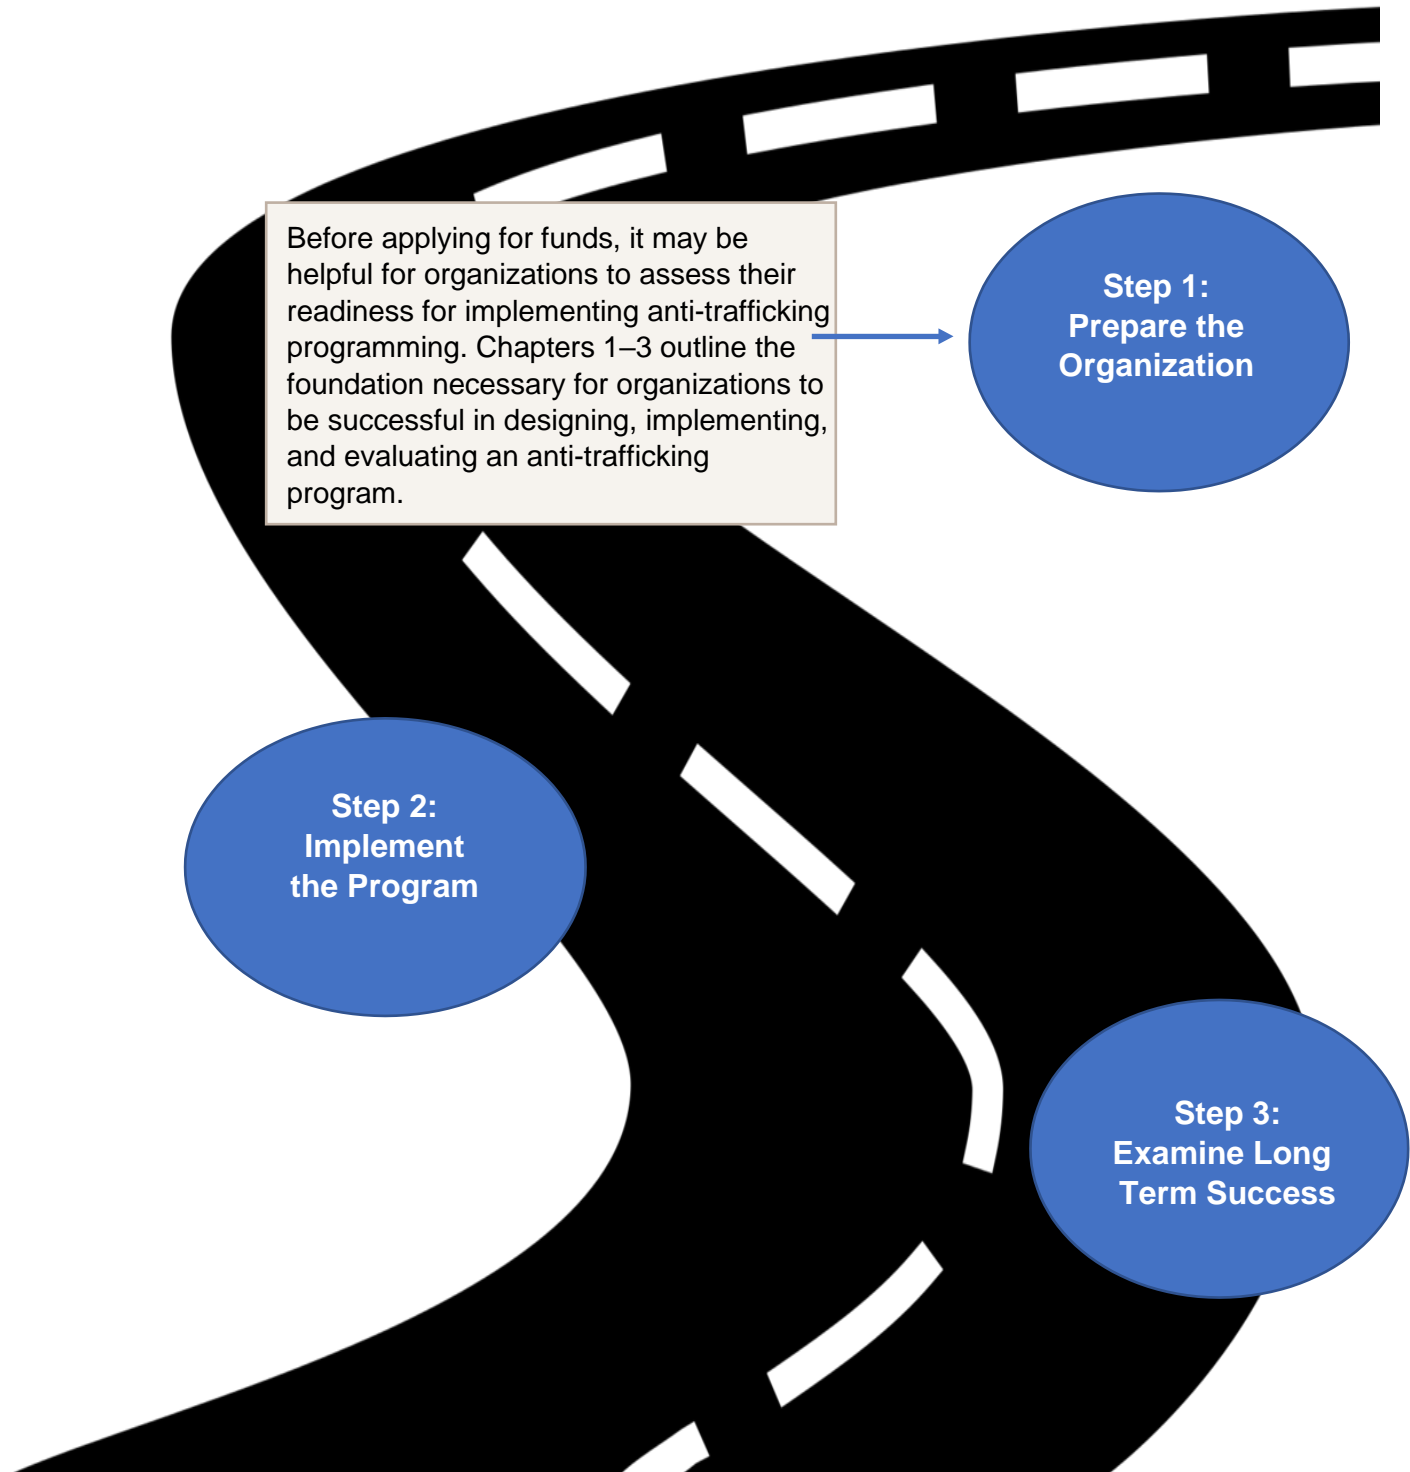 Before applying for funds, it may be
helpful for organizations to assess their
readiness for implementing anti-trafficking
programming. Chapters 1–3 outline the
foundation necessary for organizations to
be successful in designing, implementing,
and evaluating an anti-trafficking
program.
Step 1:
Prepare the
Organization
Step 2:
Implement
the Program
Step 3:
Examine Long
Term Success